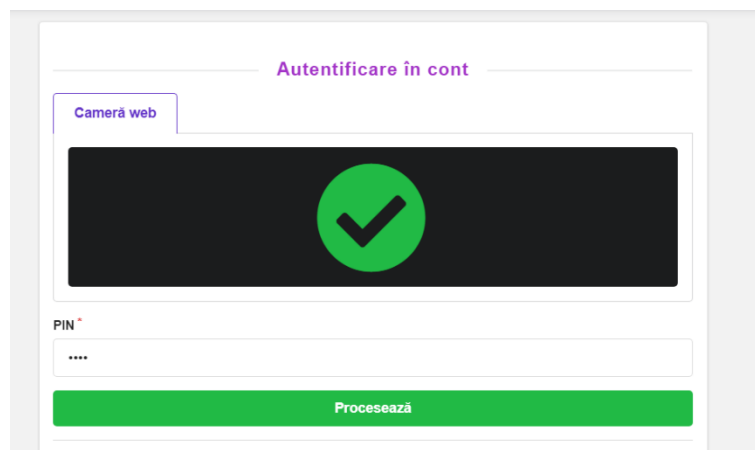 Autentificare în cont
Cameră web
PIN *
••••
Procesează